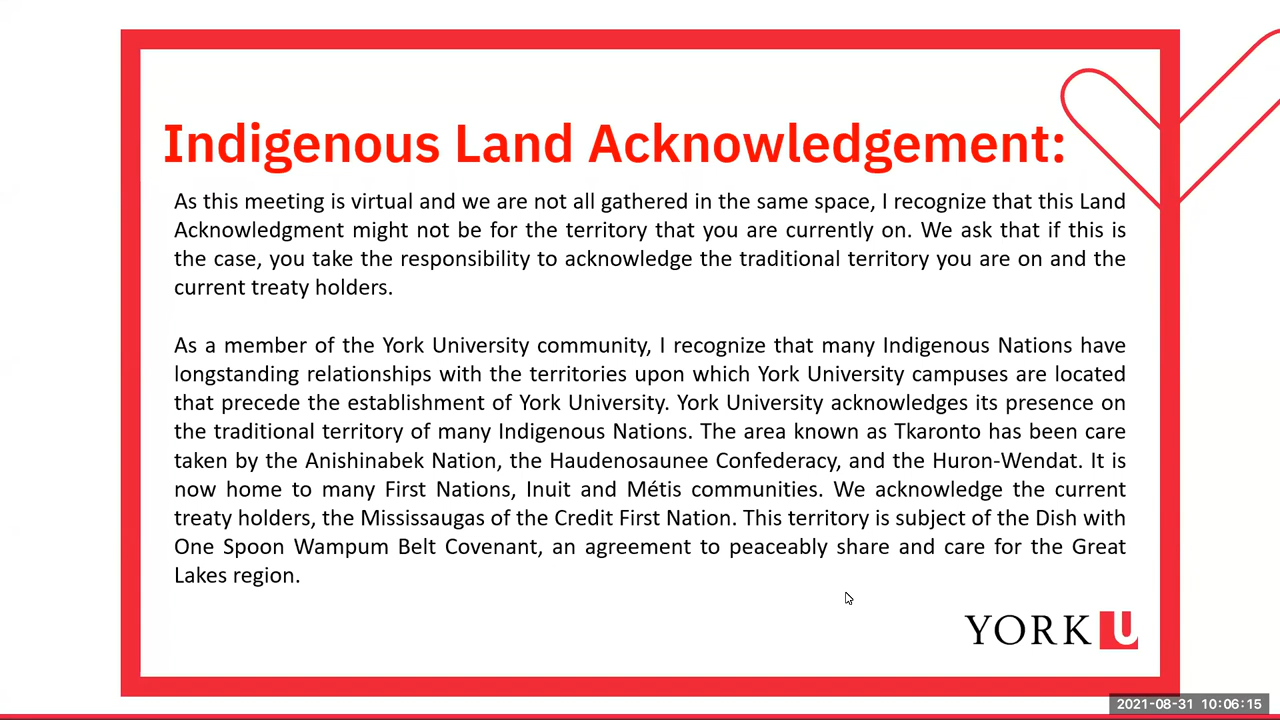 Indigenous Land Acknowledgement:
As this meeting is virtual and we are not all gathered in the same space, I recognize that this Land
Acknowledgment might not be for the territory that you are currently on. We ask that if this is
the case, you take the responsibility to acknowledge the traditional territory you are on and the
current treaty holders.
As a member of the York University community, I recognize that many Indigenous Nations have
longstanding relationships with the territories upon which York University campuses are located
that precede the establishment of York University. York University acknowledges its presence on
the traditional territory of many Indigenous Nations. The area known as Tkaronto has been care
taken by the Anishinabek Nation, the Haudenosaunee Confederacy, and the Huron-Wendat. It is
now home to many First Nations, Inuit and Métis communities. We acknowledge the current
treaty holders, the Mississaugas of the Credit First Nation. This territory is subject of the Dish with
One Spoon Wampum Belt Covenant, an agreement to peaceably share and care for the Great
Lakes region.
YORK U
2021-08-31 10:06:15